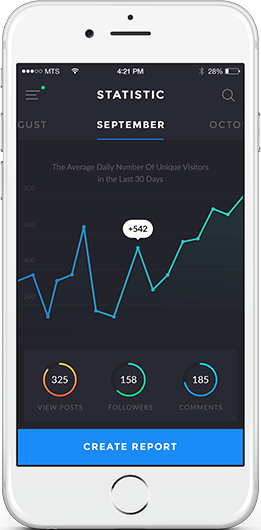 MTS 4:21 PM 28%
STATISTIC
GUST SEPTEMBER OCTO
The Average Daily Number Of Unique Visitors
in the Last 30 Days
800
600
+542
400
200
325 158 185
VIEW POSTS FOLLOWERS COMMENTS
CREATE REPORT